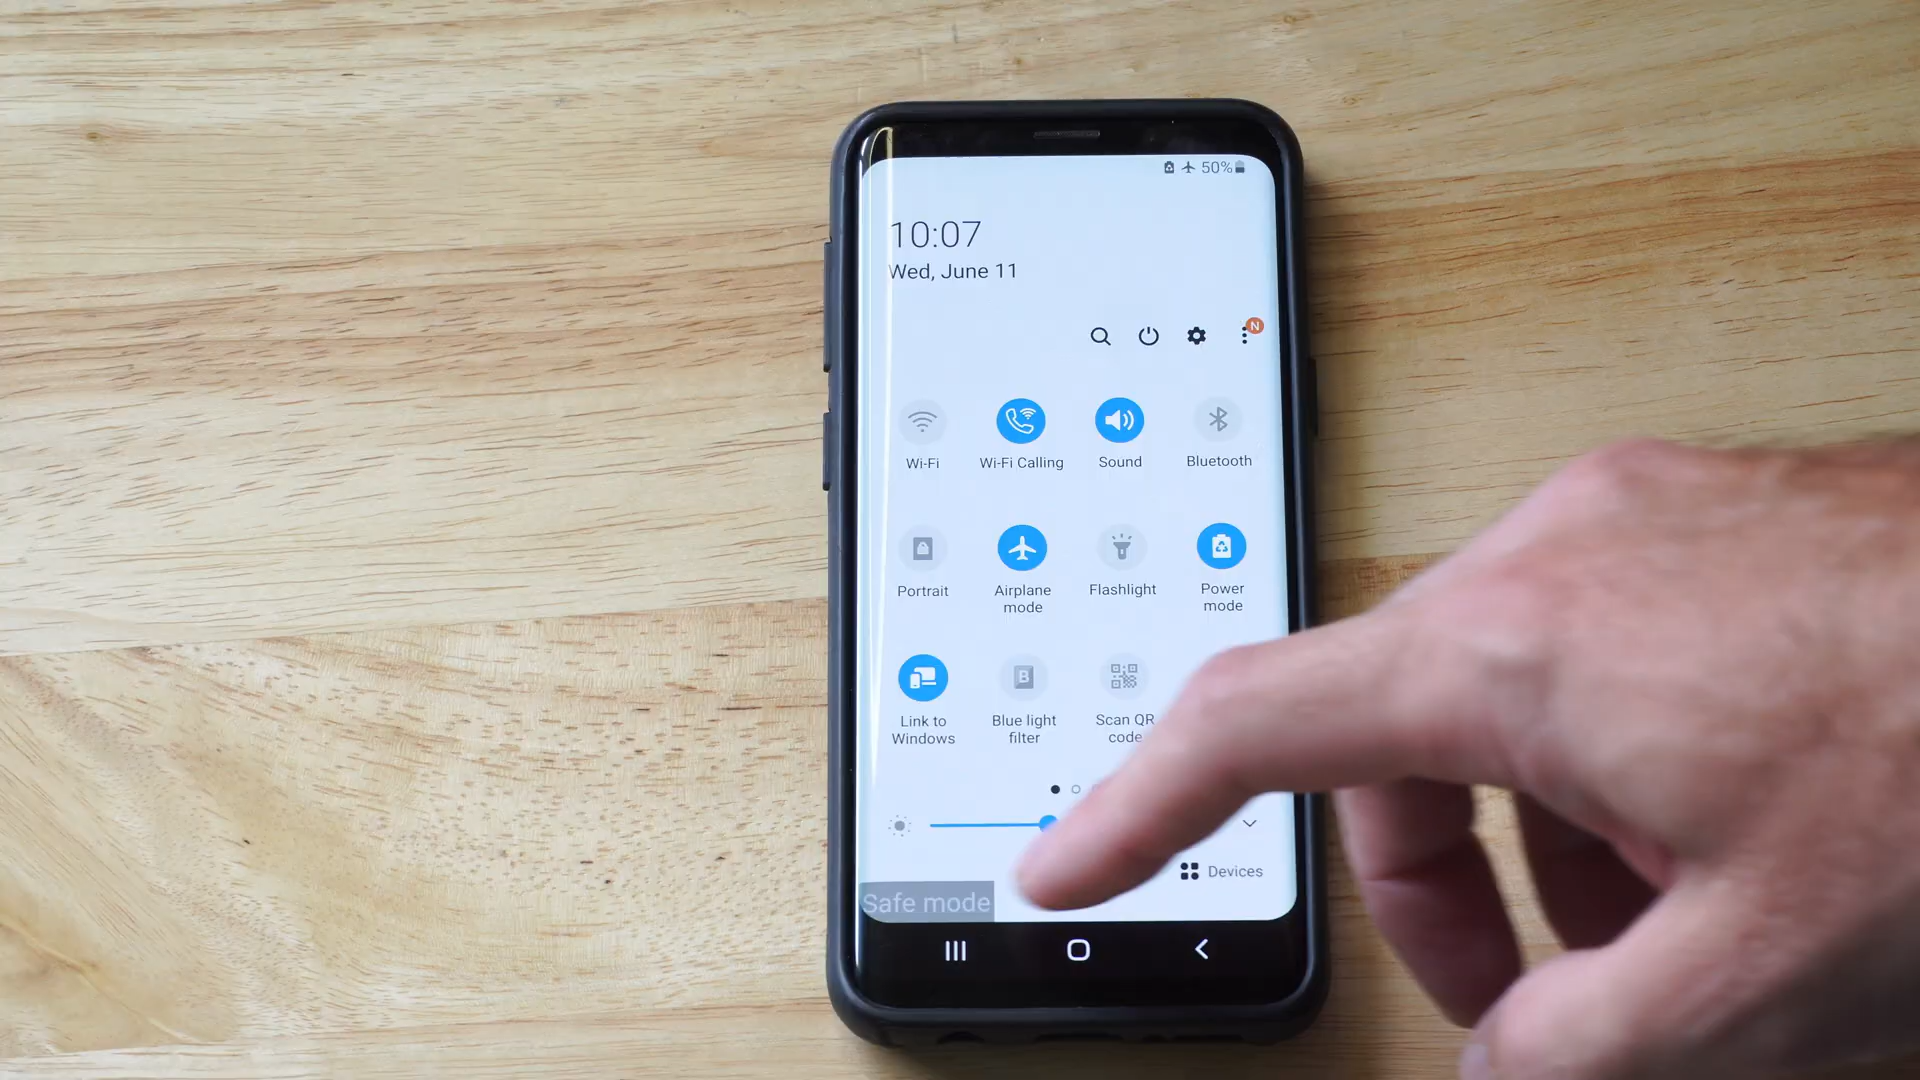 50%
10:07
Wed, June 11
N
Wi-Fi
Wi-Fi Calling
Sound
Bluetooth
Portrait
Airplane
mode
Flashlight
Power
mode
Link to
Windows
B
Blue light
filter
Scan QR
code
Devices
Safe mode